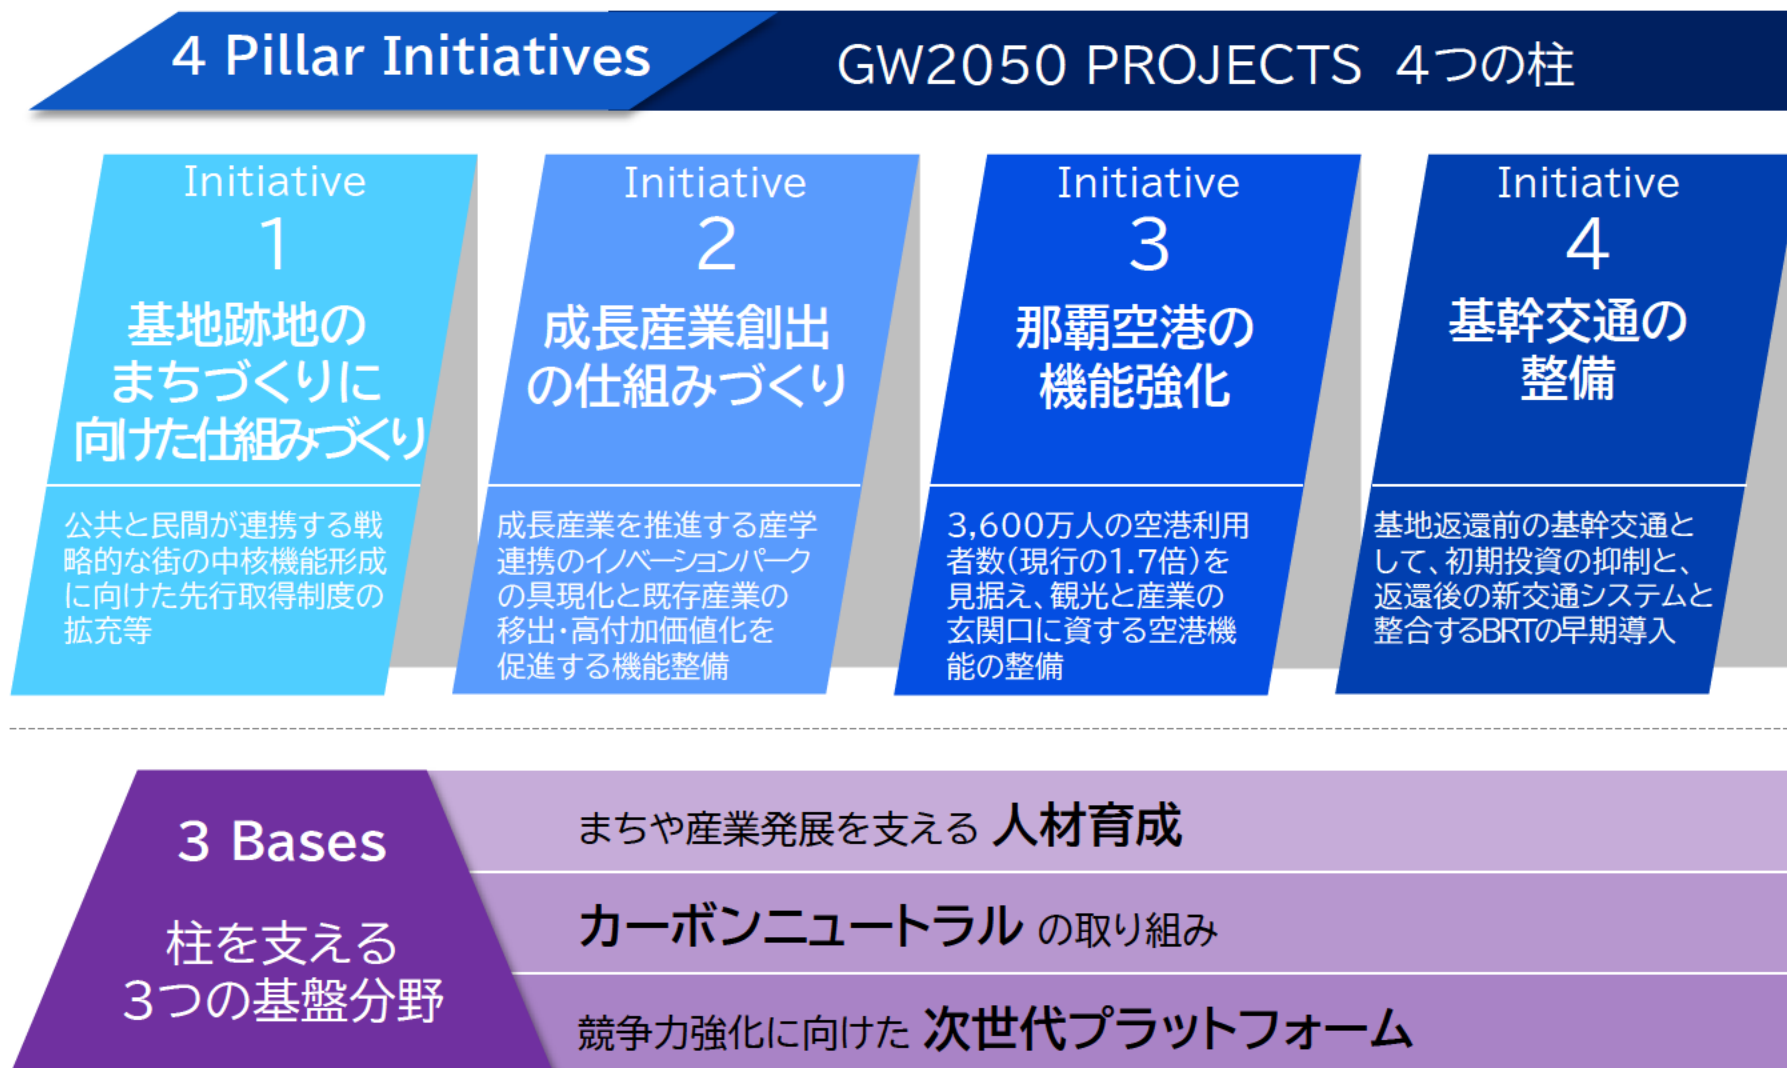 4 Pillar Initiatives
GW2050 PROJECTS 4つの柱
Initiative
1
基地跡地の
まちづくりに
向けた仕組みづくり
公共と民間が連携する戦
略的な街の中核機能形成
に向けた先行取得制度の
拡充等
Initiative
2
成長産業創出
の仕組みづくり
成長産業を推進する産学
連携のイノベーションパーク
の具現化と既存産業の
移出・高付加価値化を
促進する機能整備
Initiative
3
那覇空港の
機能強化
3,600万人の空港利用
者数(現行の1.7倍)を
見据え、観光と産業の
玄関口に資する空港機
能の整備
Initiative
4
基幹交通の
整備
基地返還前の基幹交通と
して、初期投資の抑制と、
返還後の新交通システムと
整合するBRTの早期導入
3 Bases
柱を支える
3つの基盤分野
まちや産業発展を支える 人材育成
カーボンニュートラル の取り組み
競争力強化に向けた 次世代プラットフォーム